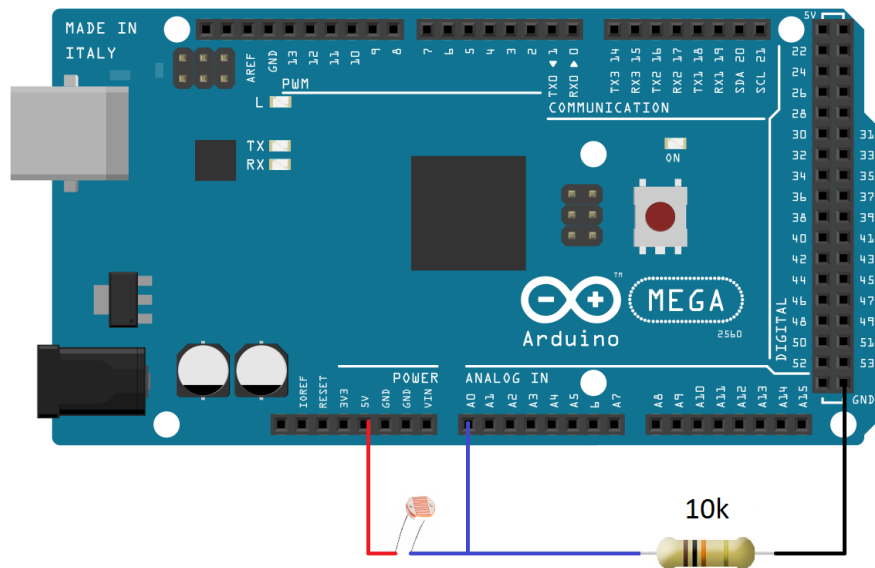 MADE IN
ITALY
5V
AREF
GND
13
12
11
10
9
8
7
6
5
4
3
2
TX0 ◀ 1
RX0 ▶ 0
TX3 14
RX3 15
TX2 16
RX2 17
TX1 18
RX1 19
SDA 20
SCL 21
PWM
COMMUNICATION
L
TX
RX
ON
22
24
26
28
30 31
32 33
34 35
36 37
38 39
40 41
42 43
44 45
46 47
48 49
50 51
52 53
GND
DIGITAL
™
MEGA
2560
Arduino
POWER
ANALOG IN
IOREF
RESET
3V3
5V
GND
GND
VIN
A0
A1
A2
A3
A4
A5
6
A7
A8
A9
A10
A11
A12
A13
A14
A15
10k